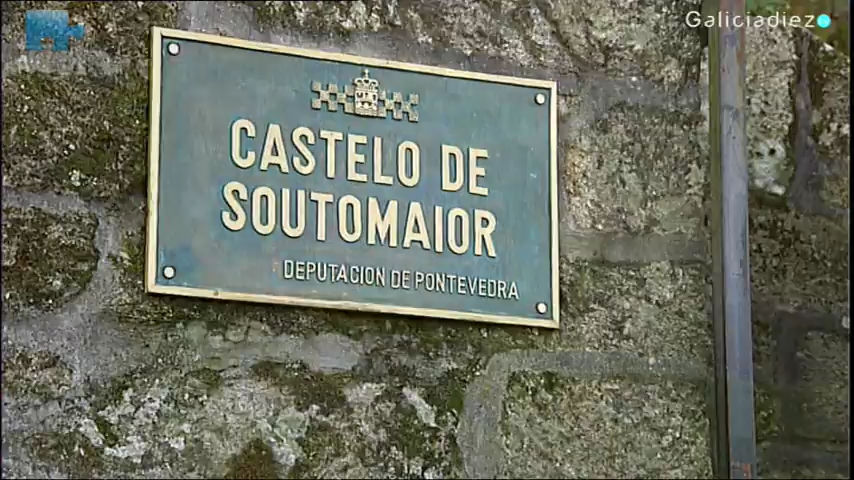 Galiciadiez
CASTELO DE
SOUTOMAIOR
DEPUTACION DE PONTEVEDRA